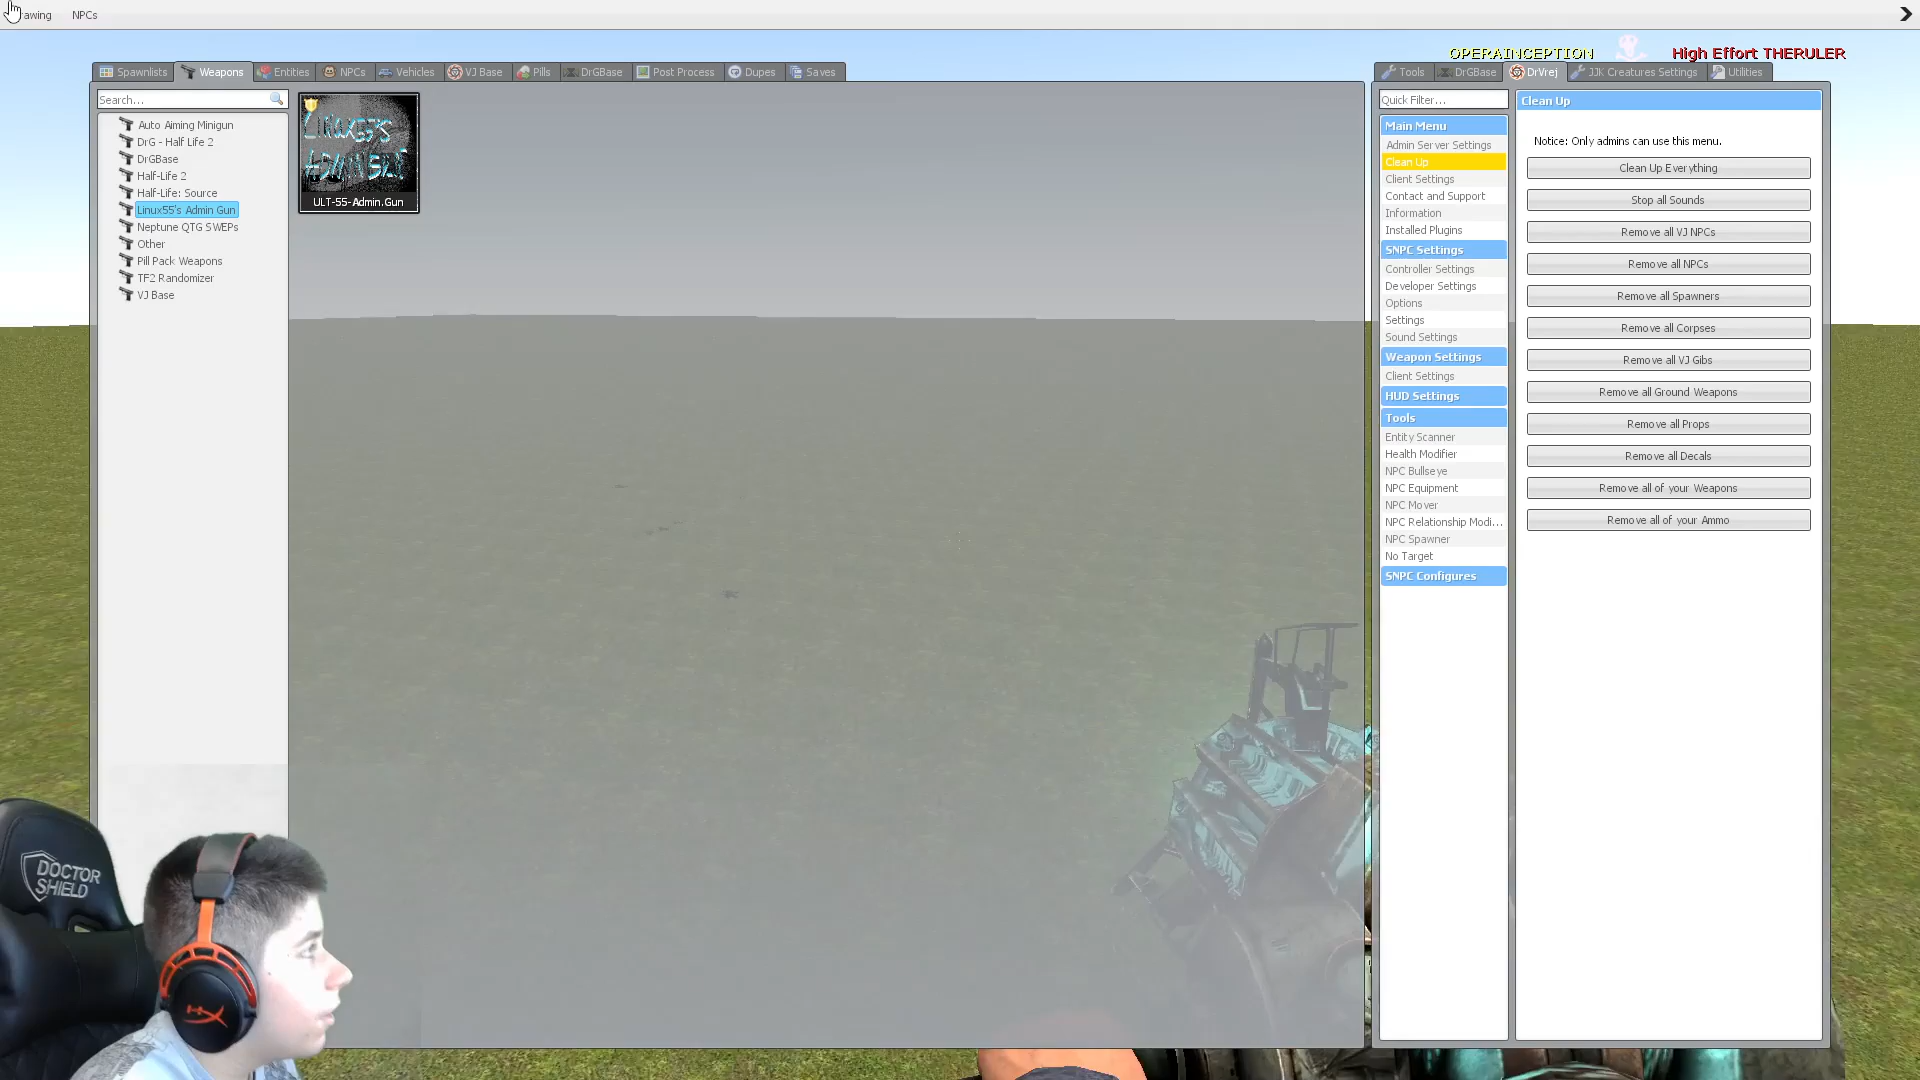 awing NPCs
OPERAINCEPTION High Effort THERULER
Spawnlists Weapons Entities NPCs Vehicles VJ Base Pills DrGBase Post Process Dupes Saves
Tools DrGBase DrVrej JJK Creatures Settings Utilities
Search...
Auto Aiming Minigun
DrG - Half Life 2
DrGBase
Half-Life 2
Half-Life: Source
Linux55's Admin Gun
Neptune QTG SWEPs
Other
Pill Pack Weapons
TF2 Randomizer
VJ Base
LINUX55'S
ADMIN GUN
ULT-55-Admin.Gun
Quick Filter...
Main Menu
Admin Server Settings
Clean Up
Client Settings
Contact and Support
Information
Installed Plugins
SNPC Settings
Controller Settings
Developer Settings
Options
Settings
Sound Settings
Weapon Settings
Client Settings
HUD Settings
Tools
Entity Scanner
Health Modifier
NPC Bullseye
NPC Equipment
NPC Mover
NPC Relationship Modi...
NPC Spawner
No Target
SNPC Configures
Clean Up
Notice: Only admins can use this menu.
Clean Up Everything
Stop all Sounds
Remove all VJ NPCs
Remove all NPCs
Remove all Spawners
Remove all Corpses
Remove all VJ Gibs
Remove all Ground Weapons
Remove all Props
Remove all Decals
Remove all of your Weapons
Remove all of your Ammo
DOCTOR
SHIELD
HX